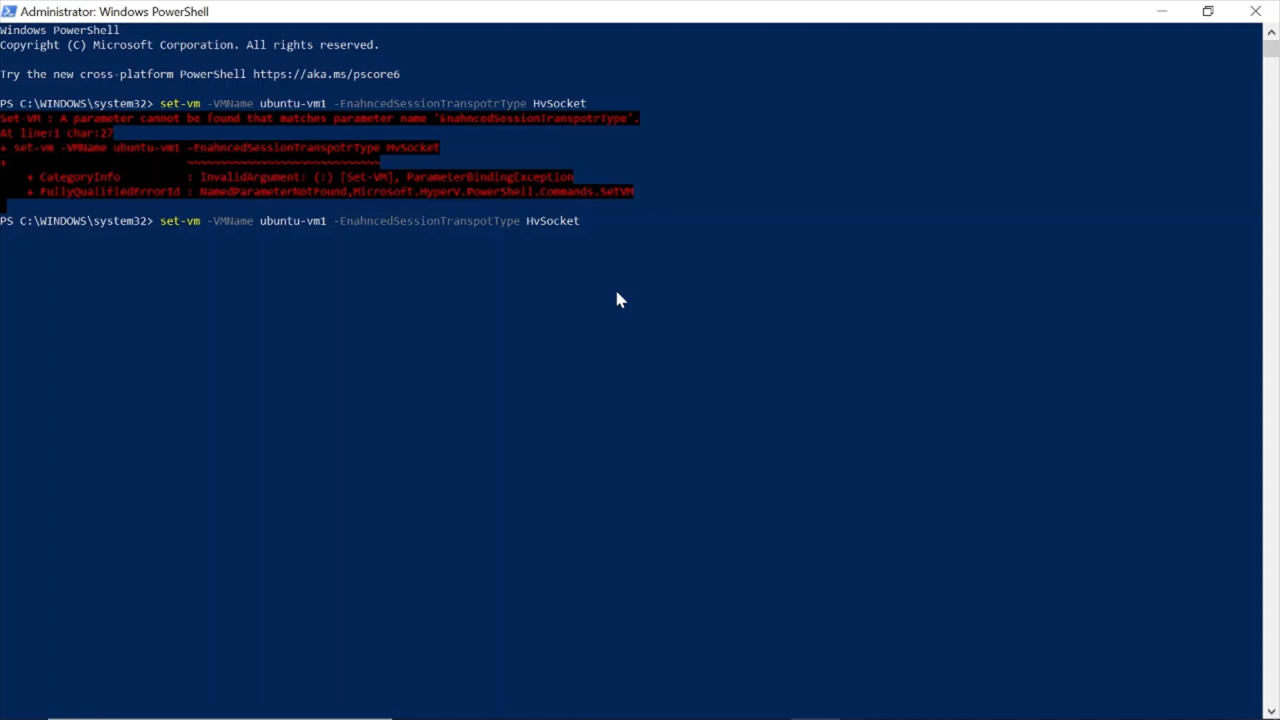 Administrator: Windows PowerShell
Windows PowerShell
Copyright (C) Microsoft Corporation. All rights reserved.
Try the new cross-platform PowerShell https://aka.ms/pscore6
PS C:\WINDOWS\system32> set-vm -VMName ubuntu-vm1 -EnahncedSessionTranspotrType HvSocket
Set-VM : A parameter cannot be found that matches parameter name 'EnahncedSessionTranspotrType'.
At line:1 char:27
+ set-vm -VMName ubuntu-vm1 -EnahncedSessionTranspotrType HvSocket
+                           ~~~~~~~~~~~~~~~~~~~~~~~~~~~~~
+ CategoryInfo : InvalidArgument: (:) [Set-VM], ParameterBindingException
+ FullyQualifiedErrorId : NamedParameterNotFound,Microsoft.HyperV.PowerShell.Commands.SetVM
PS C:\WINDOWS\system32> set-vm -VMName ubuntu-vm1 -EnahncedSessionTranspotType HvSocket